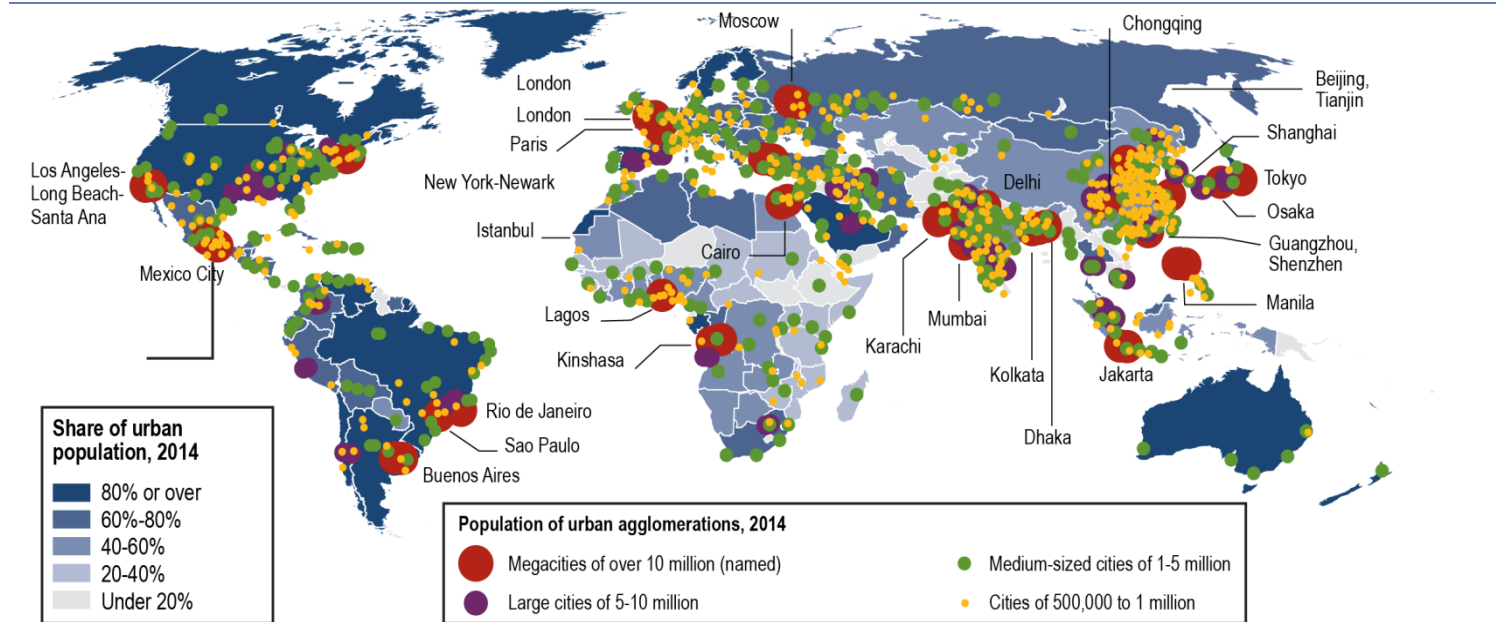 Moscow
Chongqing
London
London
Paris
Beijing,
Tianjin
Shanghai
Los Angeles-
Long Beach-
Santa Ana
New York-Newark
Delhi
Tokyo
Osaka
Istanbul
Cairo
Guangzhou,
Shenzhen
Mexico City
Lagos
Mumbai
Manila
Karachi
Kinshasa
Kolkata
Jakarta
Rio de Janeiro
Sao Paulo
Dhaka
Buenos Aires
Share of urban
population, 2014
80% or over
60%-80%
40-60%
20-40%
Under 20%
Population of urban agglomerations, 2014
Megacities of over 10 million (named)
Medium-sized cities of 1-5 million
Large cities of 5-10 million
Cities of 500,000 to 1 million